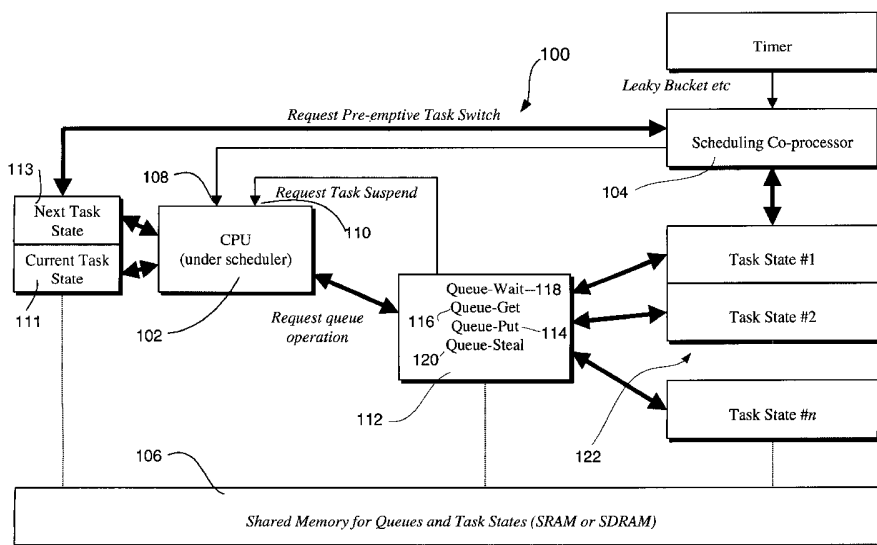 Timer
100
Leaky Bucket etc
Request Pre-emptive Task Switch
Scheduling Co-processor
113
108
104
Request Task Suspend
Next Task
State
110
CPU
(under scheduler)
Current Task
State
Task State #1
Queue-Wait 118
116 Queue-Get
Queue-Put 114
120 Queue-Steal
Task State #2
111
102
Request queue
operation
112
122
Task State #n
106
Shared Memory for Queues and Task States (SRAM or SDRAM)